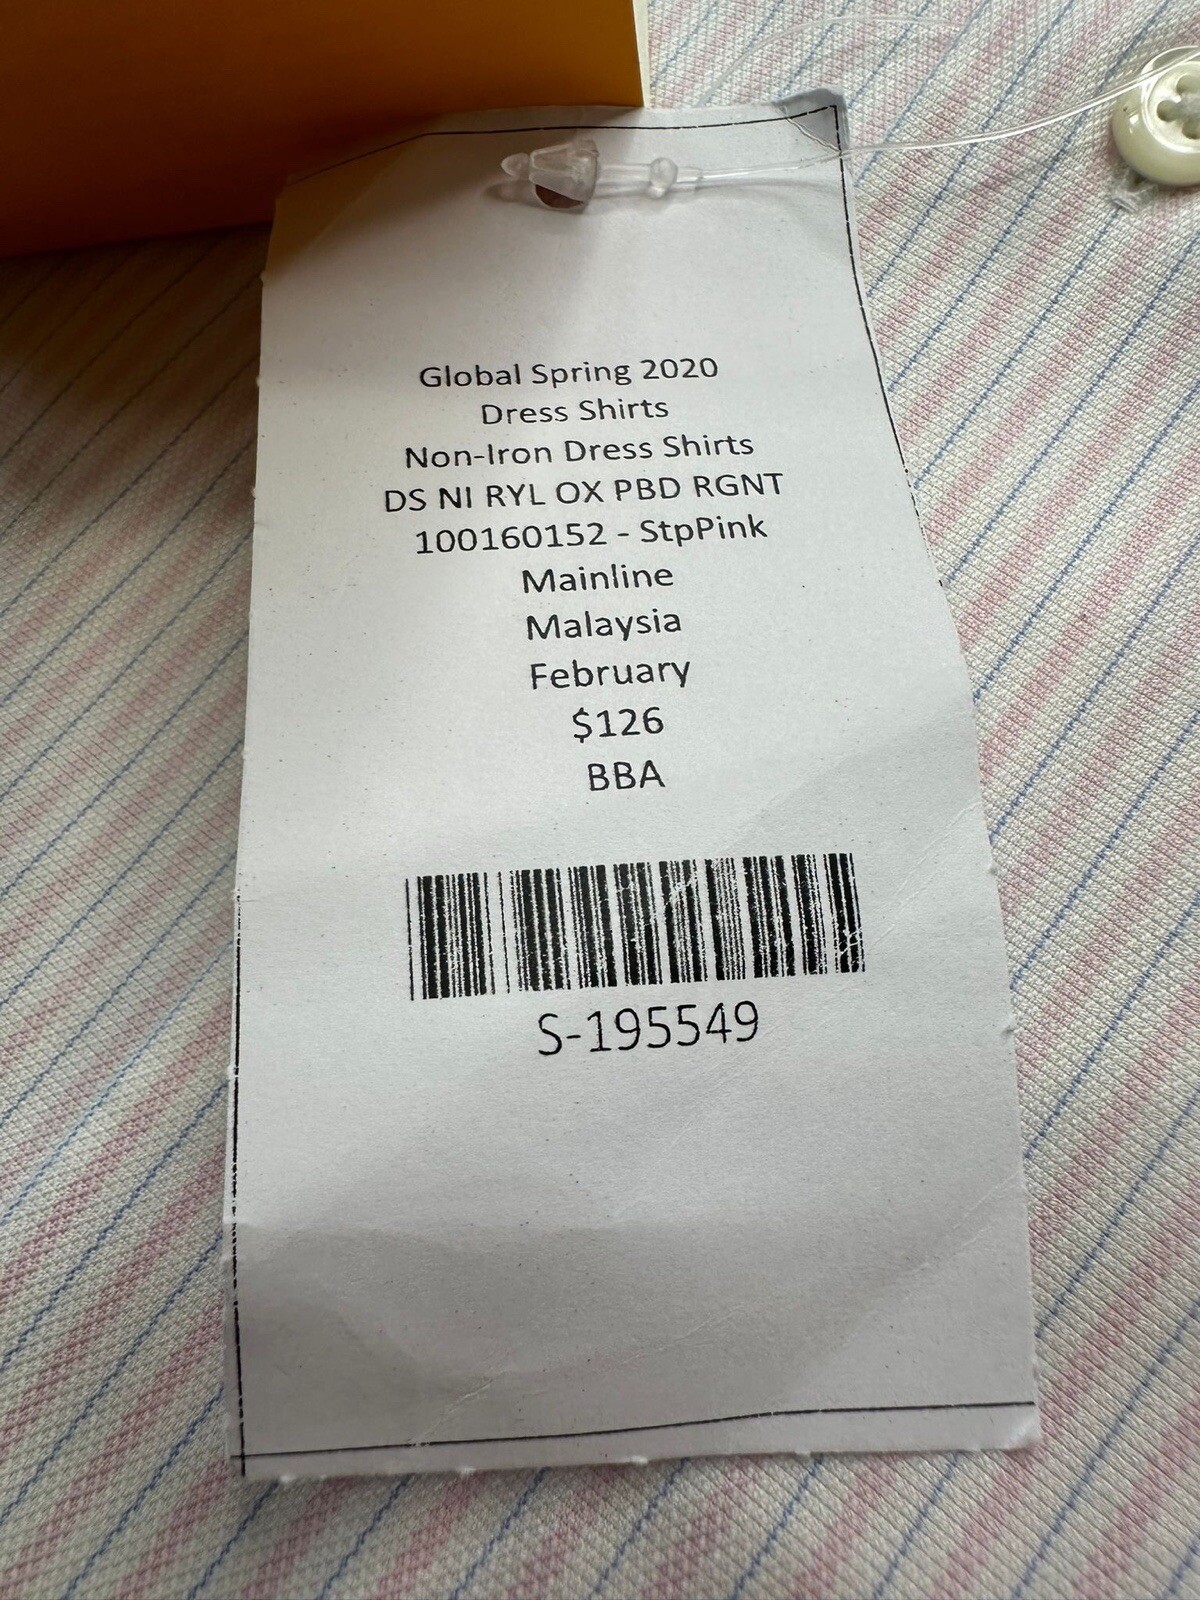 Global Spring 2020
Dress Shirts
Non-Iron Dress Shirts
DS NI RYL OX PBD RGNT
100160152 - StpPink
Mainline
Malaysia
February
$126
BBA
S-195549